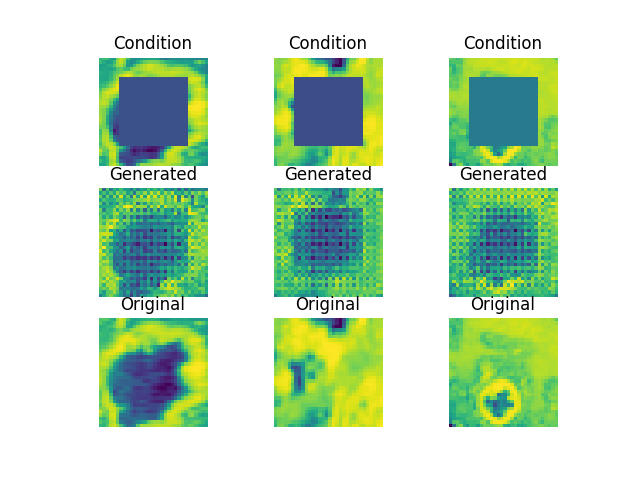 Condition Condition Condition
Generated Generated Generated
Original Original Original